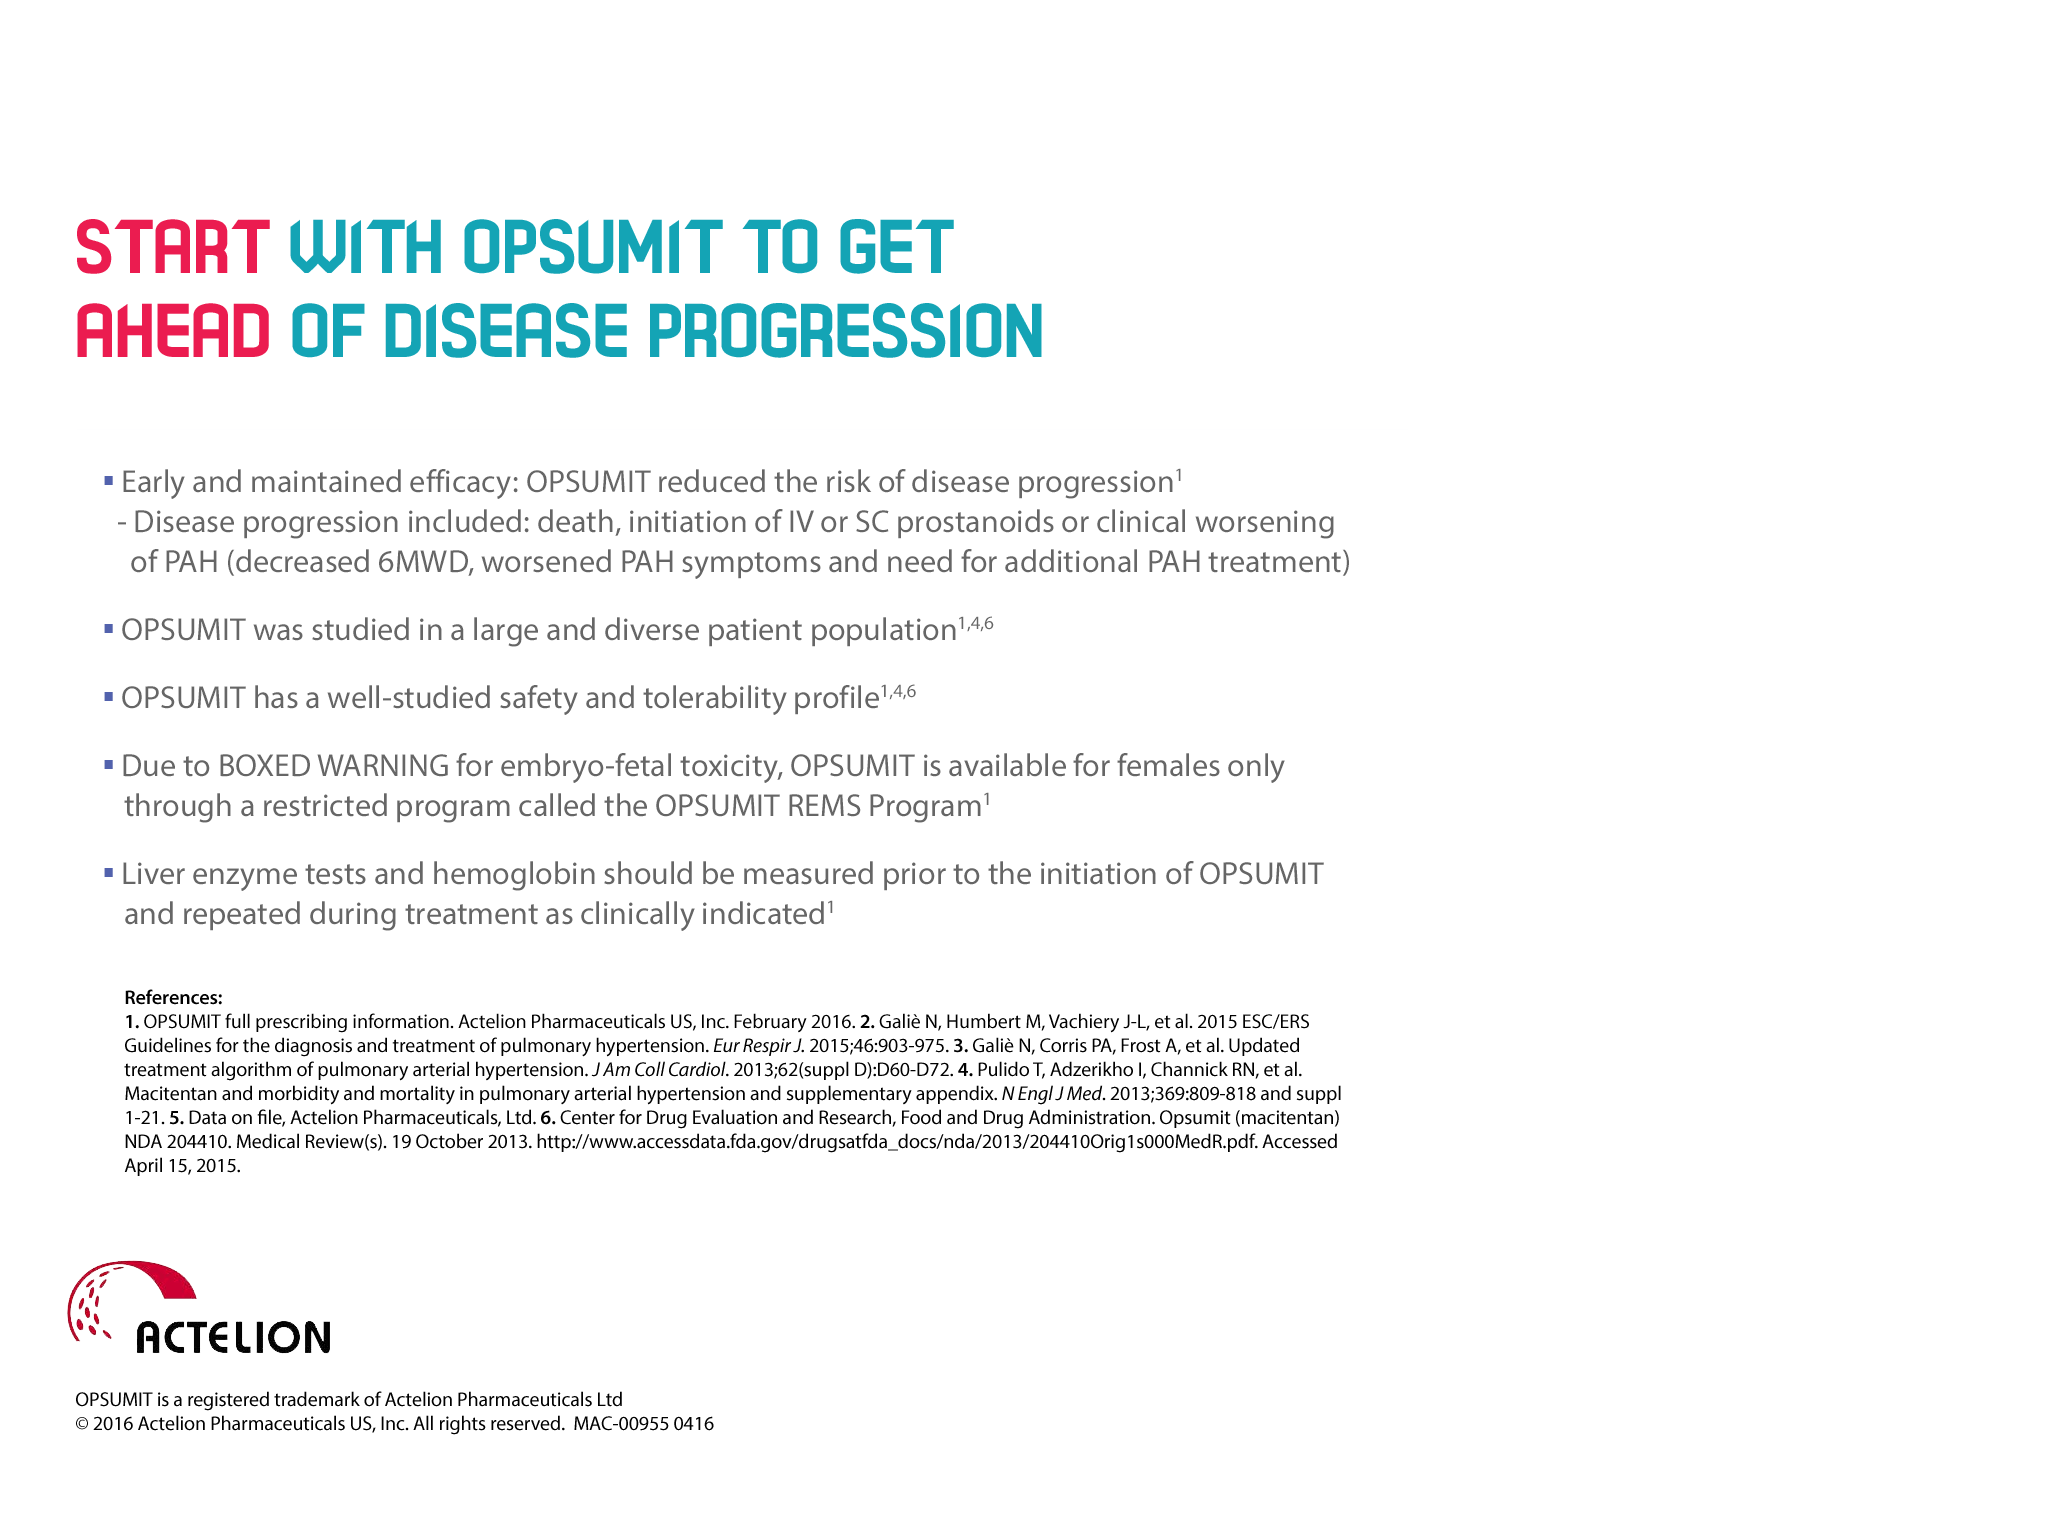 START WITH OPSUMIT TO GET
AHEAD OF DISEASE PROGRESSION
▪ Early and maintained efficacy: OPSUMIT reduced the risk of disease progression1
- Disease progression included: death, initiation of IV or SC prostanoids or clinical worsening
of PAH (decreased 6MWD, worsened PAH symptoms and need for additional PAH treatment)
▪ OPSUMIT was studied in a large and diverse patient population1,4,6
▪ OPSUMIT has a well-studied safety and tolerability profile1,4,6
▪ Due to BOXED WARNING for embryo-fetal toxicity, OPSUMIT is available for females only
through a restricted program called the OPSUMIT REMS Program1
▪ Liver enzyme tests and hemoglobin should be measured prior to the initiation of OPSUMIT
and repeated during treatment as clinically indicated1
References:
1. OPSUMIT full prescribing information. Actelion Pharmaceuticals US, Inc. February 2016. 2. Galiè N, Humbert M, Vachiery J-L, et al. 2015 ESC/ERS
Guidelines for the diagnosis and treatment of pulmonary hypertension. Eur Respir J. 2015;46:903-975. 3. Galiè N, Corris PA, Frost A, et al. Updated
treatment algorithm of pulmonary arterial hypertension. J Am Coll Cardiol. 2013;62(suppl D):D60-D72. 4. Pulido T, Adzerikho I, Channick RN, et al.
Macitentan and morbidity and mortality in pulmonary arterial hypertension and supplementary appendix. N Engl J Med. 2013;369:809-818 and suppl
1-21. 5. Data on file, Actelion Pharmaceuticals, Ltd. 6. Center for Drug Evaluation and Research, Food and Drug Administration. Opsumit (macitentan)
NDA 204410. Medical Review(s). 19 October 2013. http://www.accessdata.fda.gov/drugsatfda_docs/nda/2013/204410Orig1s000MedR.pdf. Accessed
April 15, 2015.
ACTELION
OPSUMIT is a registered trademark of Actelion Pharmaceuticals Ltd
© 2016 Actelion Pharmaceuticals US, Inc. All rights reserved. MAC-00955 0416